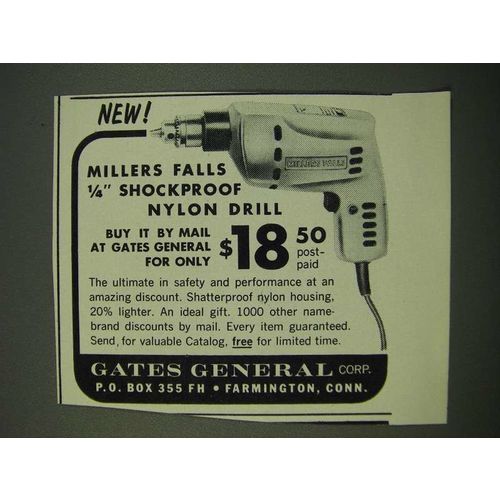 NEW!
MILLERS FALLS
MILLERS FALLS
1/4" SHOCKPROOF
NYLON DRILL
BUY IT BY MAIL
AT GATES GENERAL
FOR ONLY
$18 50
post-
paid
The ultimate in safety and performance at an
amazing discount. Shatterproof nylon housing,
20% lighter. An ideal gift. 1000 other name-
brand discounts by mail. Every item guaranteed.
Send for valuable Catalog, free for limited time.
GATES GENERAL CORP.
P.O. BOX 355 FH • FARMINGTON, CONN.